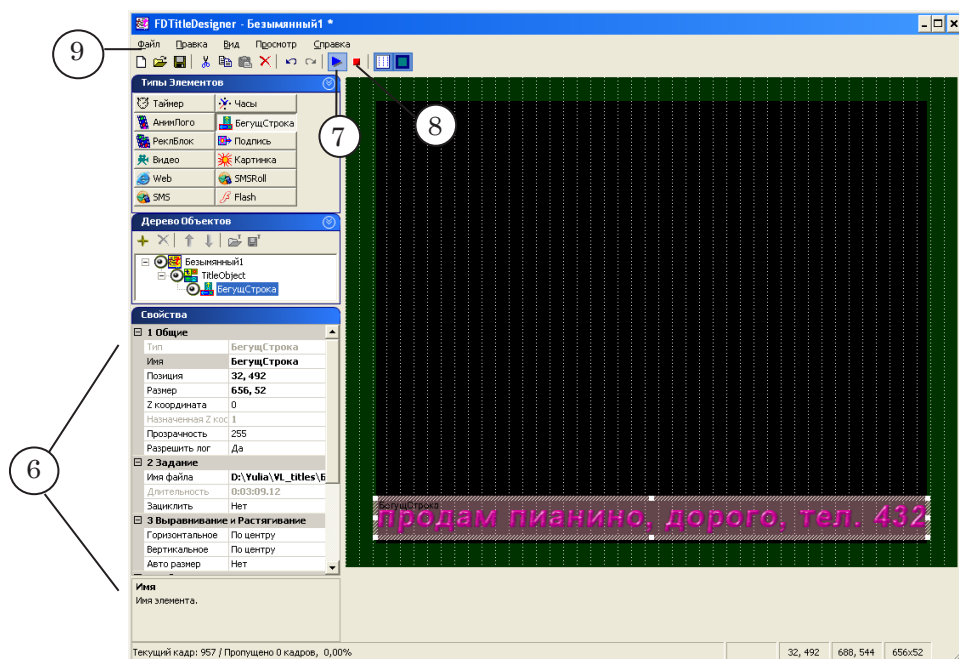 FDTitleDesigner - Безымянный1 *
9
Файл Правка Вид Просмотр Справка
Типы Элементов
Таймер Часы
АнимЛого БегущСтрока
7
8
РеклБлок Подпись
Видео Картинка
Web SMSRoll
SMS Flash
Дерево Объектов
Безымянный1
TitleObject
БегущСтрока
Свойства
1 Общие
Тип БегущСтрока
Имя БегущСтрока
Позиция 32, 492
Размер 656, 52
Z координата 0
Назначенная Z кос 1
Прозрачность 255
Разрешить лог Да
6
2 Задание
Имя файла D:\Yulia\VL_titles\Б
Длительность 0:03:09.12
Зациклить Нет
3 Выравнивание и Растягивание
Горизонтальное По центру
Вертикальное По центру
Авто размер Нет
БегущСтрока
продам пианино, дорого, тел. 432
Имя
Имя элемента.
Текущий кадр: 957 / Пропущено 0 кадров, 0,00%
32, 492 688, 544 656x52